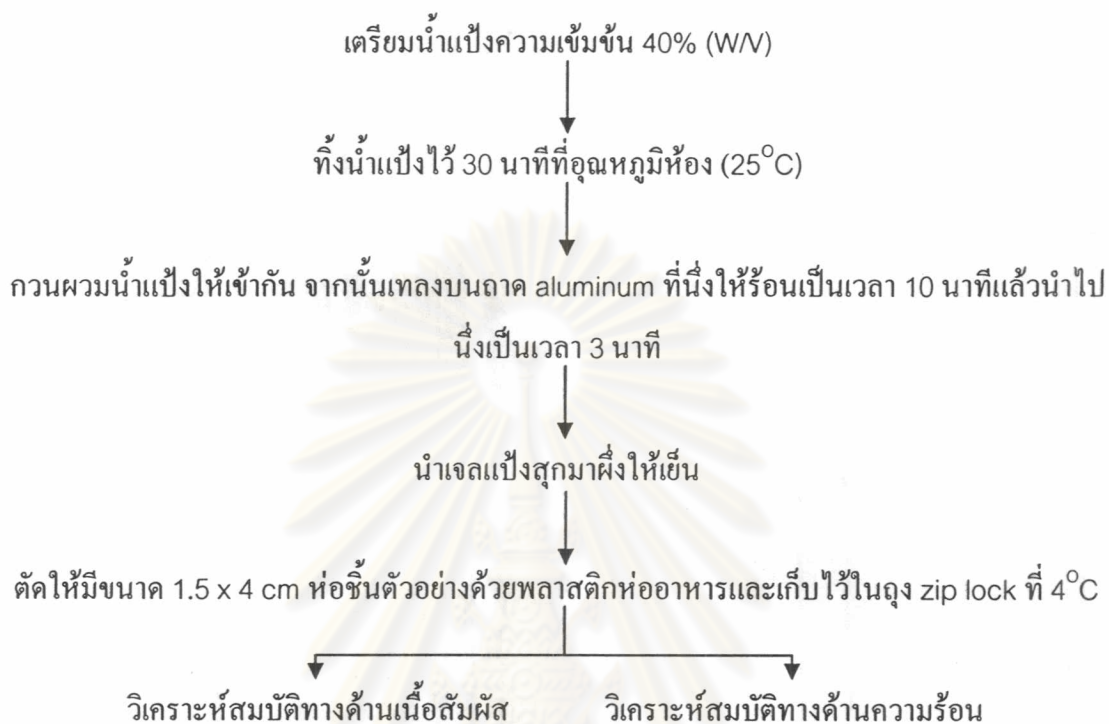 เตรียมน้ำแป้งความเข้มข้น 40% (W/V)
ทิ้งน้ำแป้งไว้ 30 นาทีที่อุณหภูมิห้อง (25°C)
กวนผวมน้ำแป้งให้เข้ากัน จากนั้นเทลงบนถาด aluminum ที่นึ่งให้ร้อนเป็นเวลา 10 นาทีแล้วนำไป
นึ่งเป็นเวลา 3 นาที
นำเจลแป้งสุกมาผึ่งให้เย็น
ตัดให้มีขนาด 1.5 x 4 cm ห่อชิ้นตัวอย่างด้วยพลาสติกห่ออาหารและเก็บไว้ในถุง zip lock ที่ 4°C
วิเคราะห์สมบัติทางด้านเนื้อสัมผัส วิเคราะห์สมบัติทางด้านความร้อน